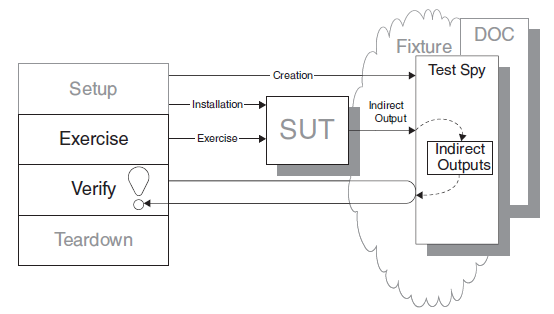 DOC
Fixture
Test Spy
Creation
Setup
Installation
Indirect
Output
SUT
Exercise
Exercise
Indirect
Outputs
Verify
Teardown